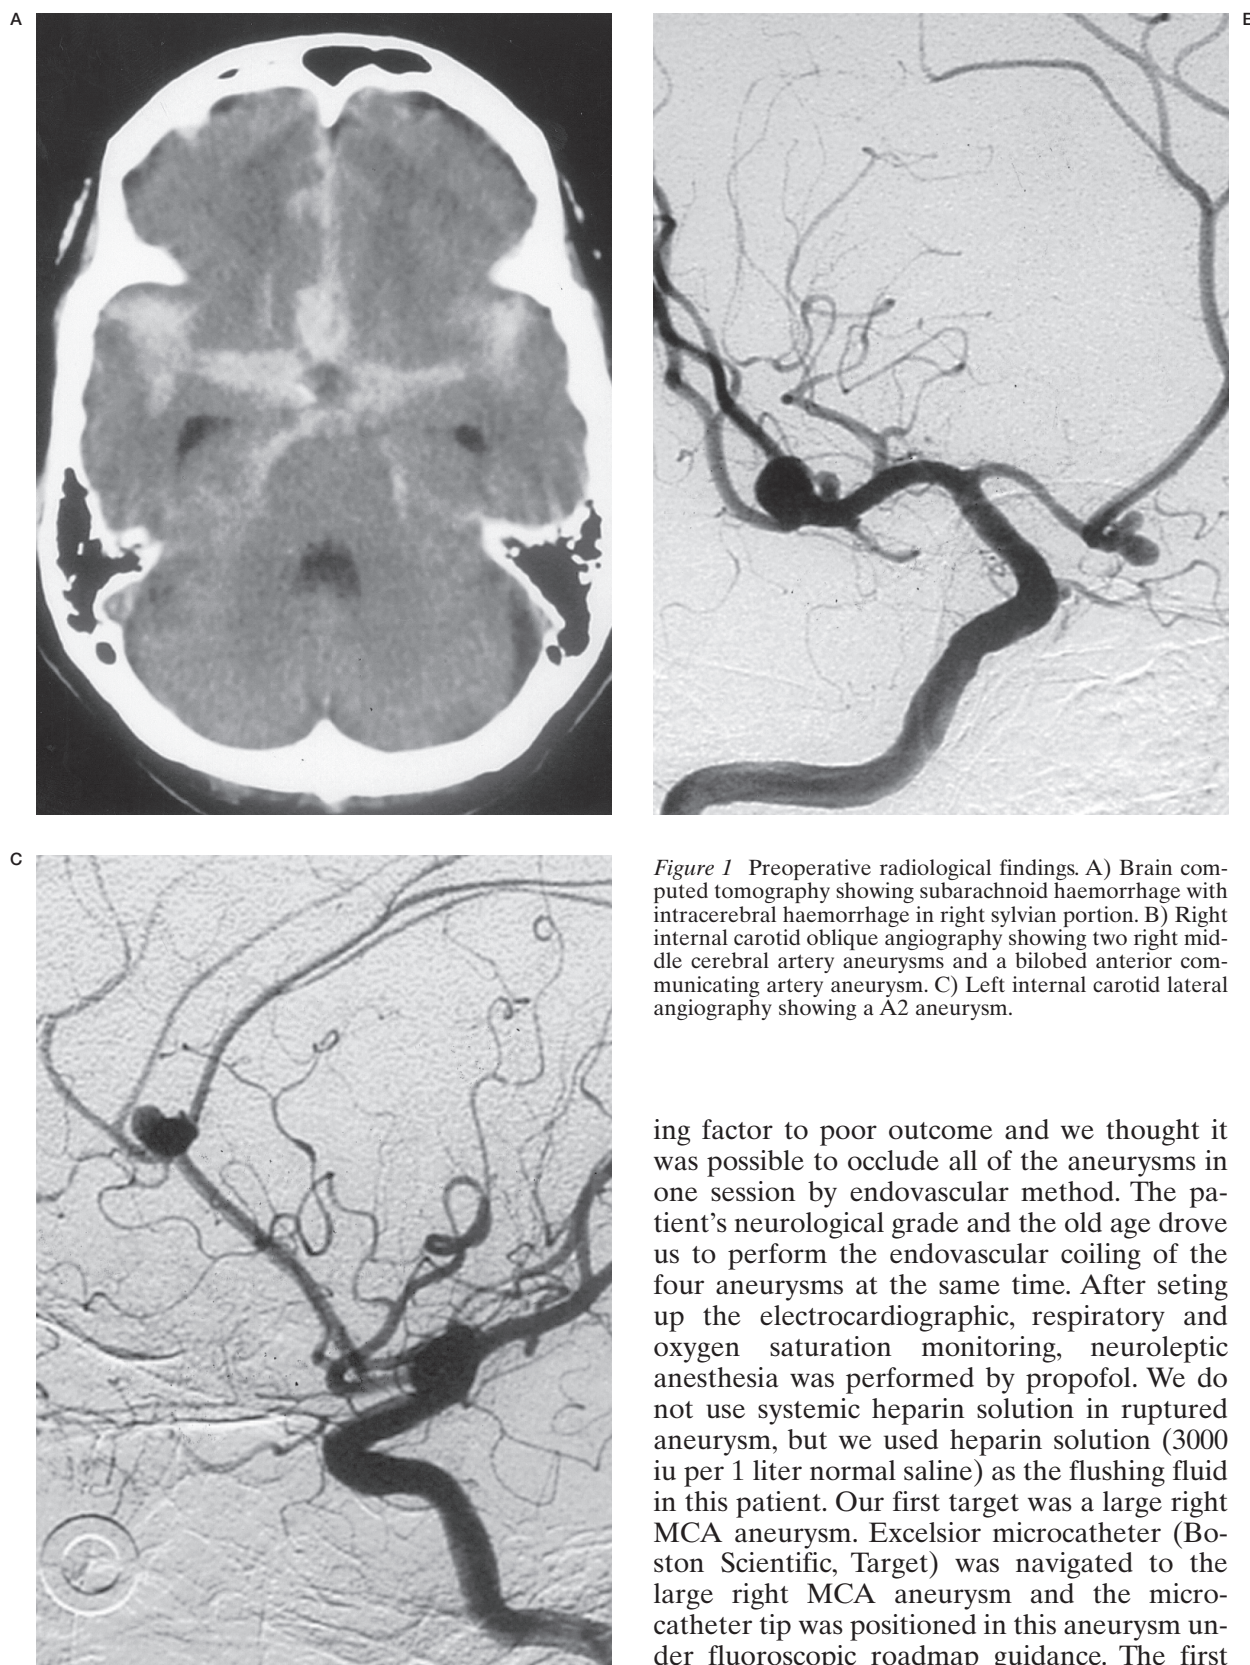 A
B
C
Figure 1 Preoperative radiological findings. A) Brain com-
puted tomography showing subarachnoid haemorrhage with
intracerebral haemorrhage in right sylvian portion. B) Right
internal carotid oblique angiography showing two right mid-
dle cerebral artery aneurysms and a bilobed anterior com-
municating artery aneurysm. C) Left internal carotid lateral
angiography showing a A2 aneurysm.
ing factor to poor outcome and we thought it
was possible to occlude all of the aneurysms in
one session by endovascular method. The pa-
tient's neurological grade and the old age drove
us to perform the endovascular coiling of the
four aneurysms at the same time. After seting
up the electrocardiographic, respiratory and
oxygen saturation monitoring, neuroleptic
anesthesia was performed by propofol. We do
not use systemic heparin solution in ruptured
aneurysm, but we used heparin solution (3000
iu per 1 liter normal saline) as the flushing fluid
in this patient. Our first target was a large right
MCA aneurysm. Excelsior microcatheter (Bo-
ston Scientific, Target) was navigated to the
large right MCA aneurysm and the micro-
catheter tip was positioned in this aneurysm un-
der fluoroscopic roadmap guidance. The first